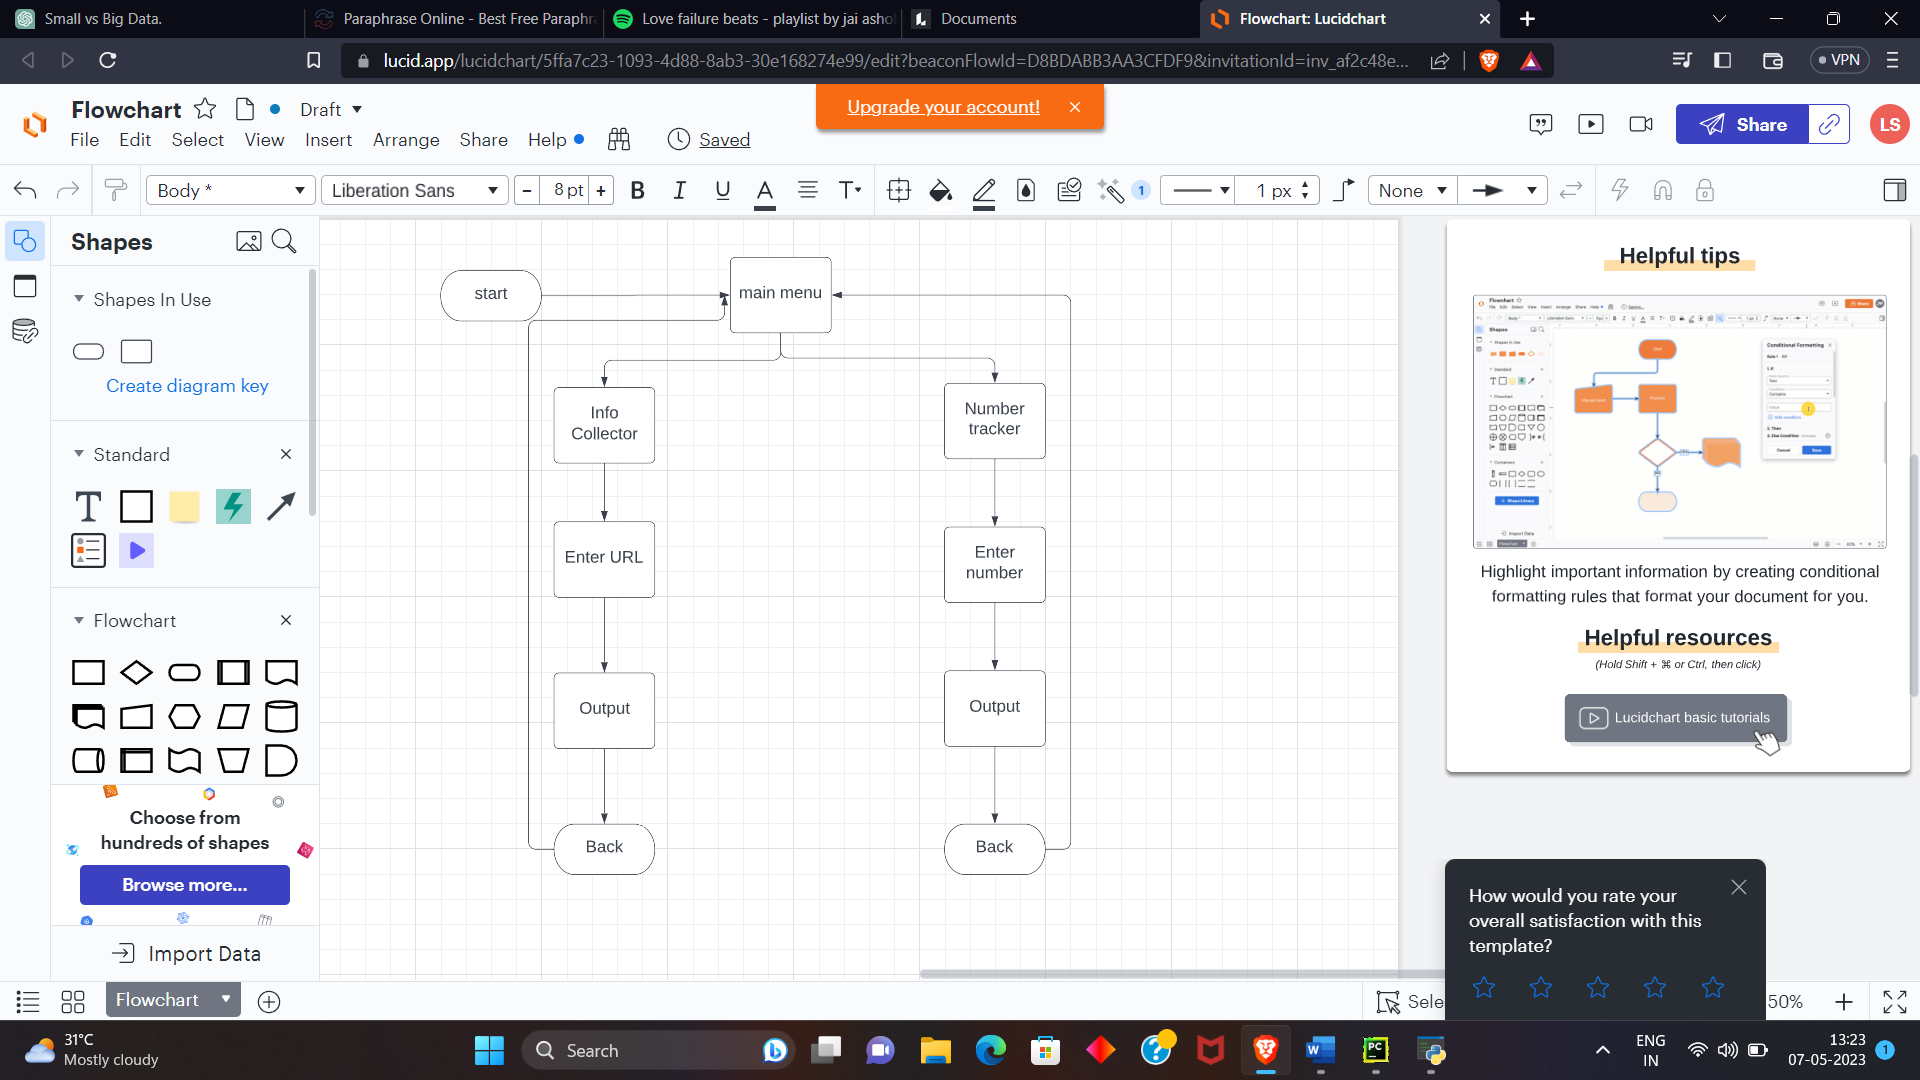 Small vs Big Data.
Paraphrase Online - Best Free Paraphr
Love failure beats - playlist by jai asho
Documents
Flowchart: Lucidchart
lucid.app/lucidchart/5ffa7c23-1093-4d88-8ab3-30e168274e99/edit?beaconFlowId=D8BDABB3AA3CFDF9&invitationId=inv_af2c48e...
VPN
Flowchart
Draft
Upgrade your account!
File Edit Select View Insert Arrange Share Help
Saved
Share
LS
Body *
Liberation Sans
8 pt
B I U A
1
1 px
None
Shapes
Shapes In Use
Create diagram key
Standard
T
Flowchart
Choose from
hundreds of shapes
Browse more...
Import Data
start
main menu
Info
Collector
Number
tracker
Enter URL
Enter
number
Output
Output
Back
Back
Helpful tips
Conditional Formatting
Highlight important information by creating conditional
formatting rules that format your document for you.
Helpful resources
(Hold Shift + ⌘ or Ctrl, then click)
Lucidchart basic tutorials
How would you rate your
overall satisfaction with this
template?
Flowchart
Sele
50%
31°C
Mostly cloudy
Search
ENG
IN
13:23
07-05-2023
1